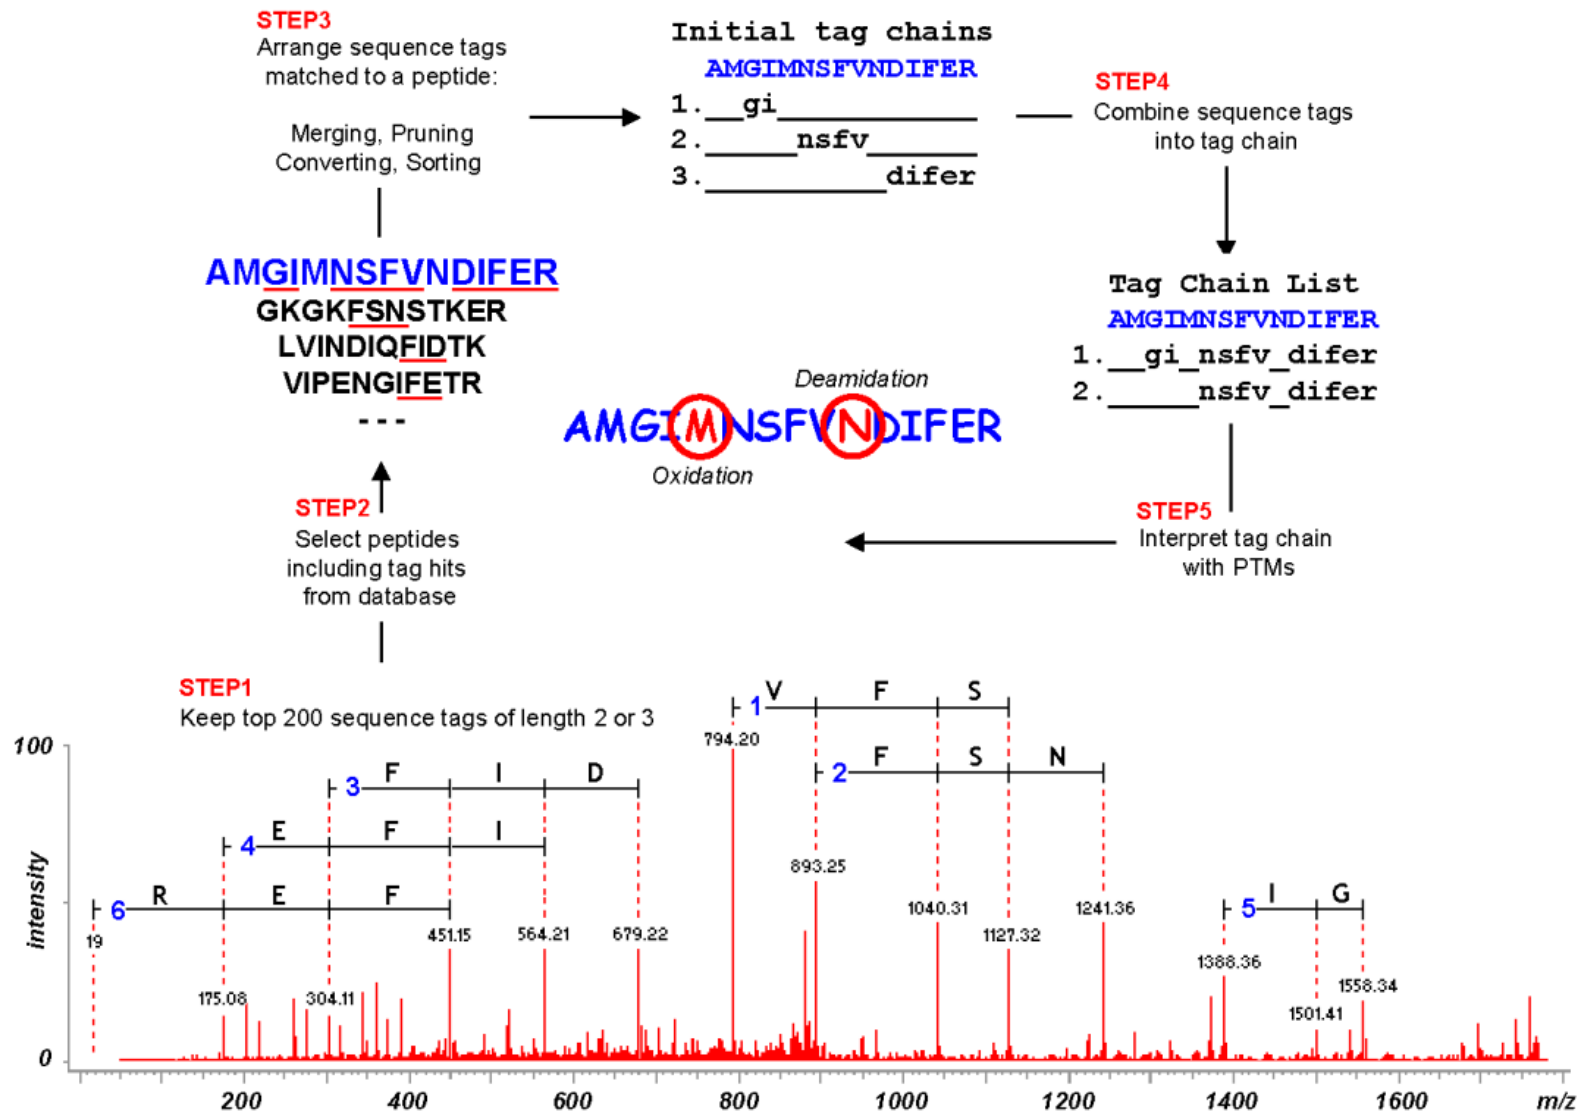 STEP3
Arrange sequence tags
matched to a peptide:
Merging, Pruning
Converting, Sorting
Initial tag chains
AMGIMNSFVNDIFER
1.__gi___________
2._____nsfv______
3.__________difer
STEP4
Combine sequence tags
into tag chain
AMGIMNSFVNDIFER
GKGKFSNSTKER
LVINDIQFIDTK
VIPENGIFETR
---
Tag Chain List
AMGIMNSFVNDIFER
1.__gi_nsfv_difer
2._____nsfv_difer
Deamidation
AMGIMNSFVNDIFER
Oxidation
STEP2
Select peptides
including tag hits
from database
STEP5
Interpret tag chain
with PTMs
STEP1
Keep top 200 sequence tags of length 2 or 3
1 V F S
794.20
100
2 F S N
3 F I D
4 E F I
893.25
6 R E F
5 I G
19
451.15
564.21
679.22
1040.31
1127.32
1241.36
1388.36
175.08
304.11
1501.41
1558.34
intensity
0
200 400 600 800 1000 1200 1400 1600 m/z